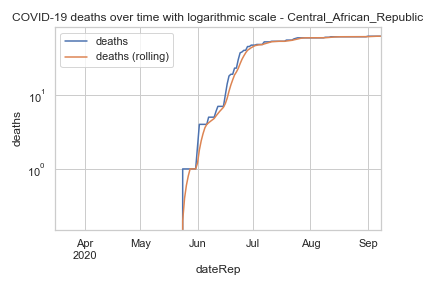 COVID-19 deaths over time with logarithmic scale - Central_African_Republic
deaths
deaths (rolling)
10¹
10⁰
deaths
Apr
2020
May
Jun
Jul
Aug
Sep
dateRep